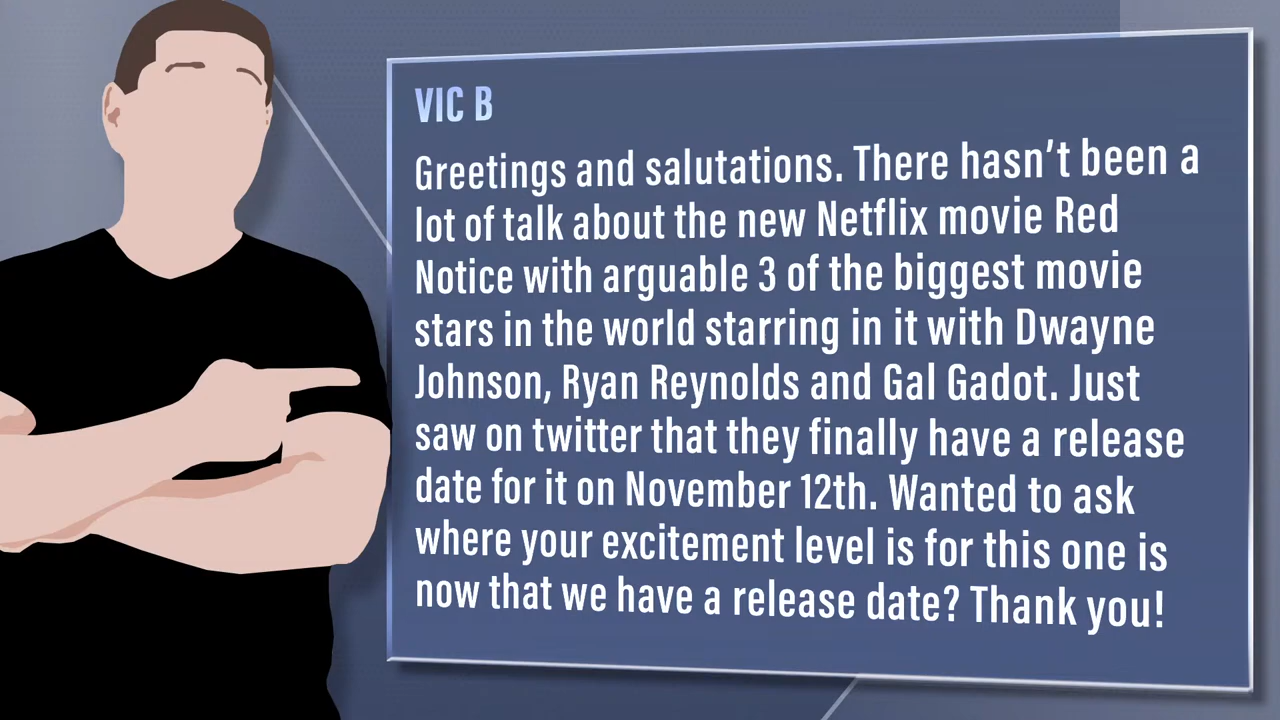 VIC B
Greetings and salutations. There hasn't been a
lot of talk about the new Netflix movie Red
Notice with arguable 3 of the biggest movie
stars in the world starring in it with Dwayne
Johnson, Ryan Reynolds and Gal Gadot. Just
saw on twitter that they finally have a release
date for it on November 12th. Wanted to ask
where your excitement level is for this one is
now that we have a release date? Thank you!